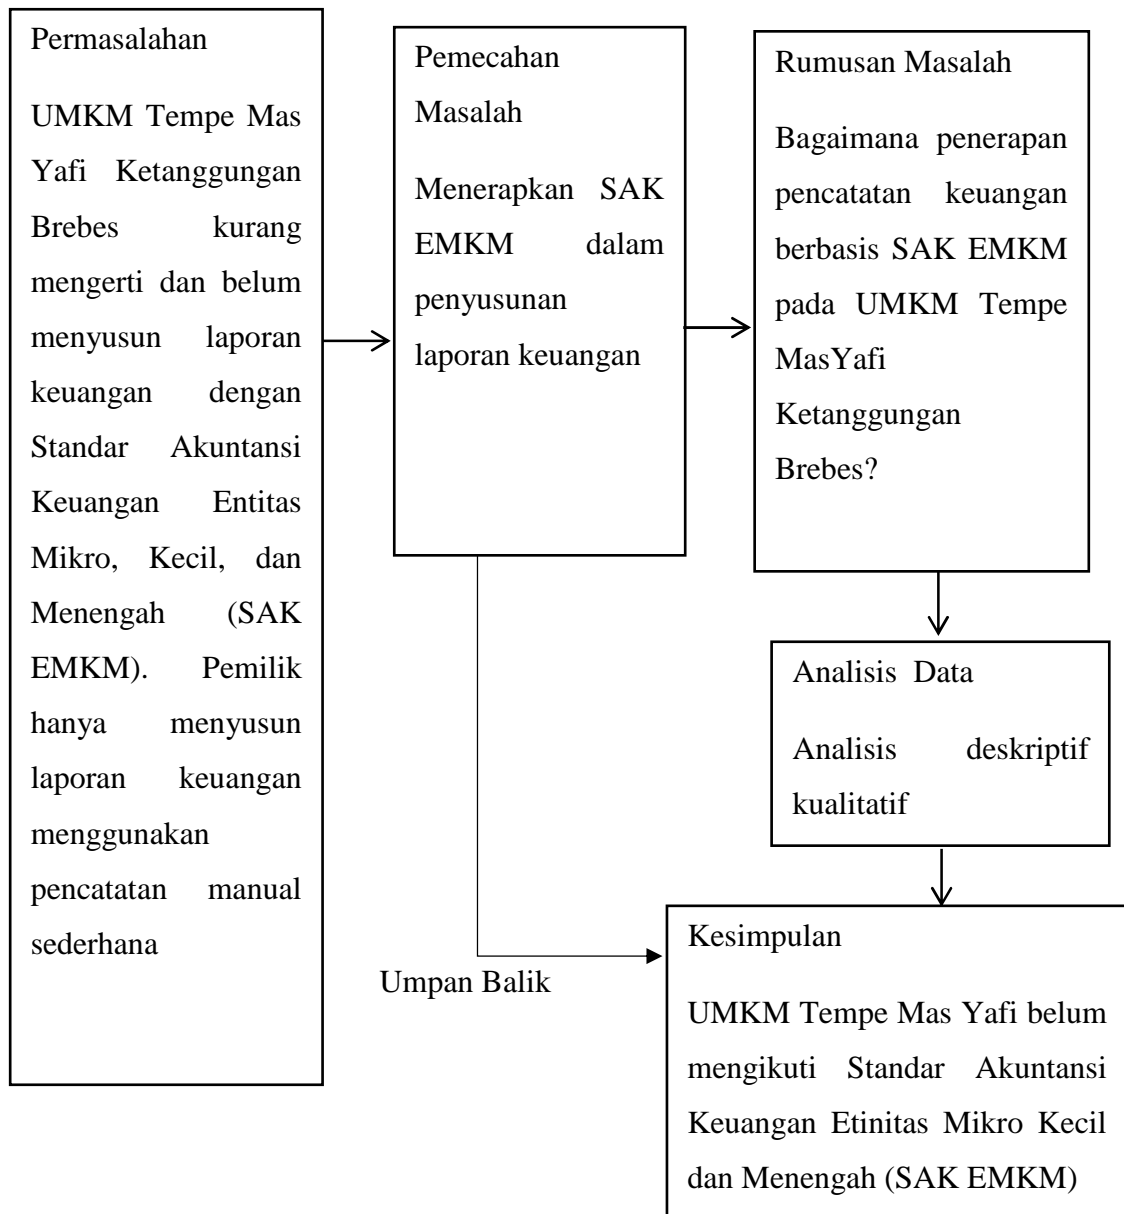 Permasalahan
UMKM Tempe Mas
Yafi Ketanggungan
Brebes kurang
mengerti dan belum
menyusun laporan
keuangan dengan
Standar Akuntansi
Keuangan Entitas
Mikro, Kecil, dan
Menengah (SAK
EMKM). Pemilik
hanya menyusun
laporan keuangan
menggunakan
pencatatan manual
sederhana
Pemecahan
Masalah
Menerapkan SAK
EMKM dalam
penyusunan
laporan keuangan
Rumusan Masalah
Bagaimana penerapan
pencatatan keuangan
berbasis SAK EMKM
pada UMKM Tempe
MasYafi
Ketanggungan
Brebes?
Analisis Data
Analisis deskriptif
kualitatif
Umpan Balik
Kesimpulan
UMKM Tempe Mas Yafi belum
mengikuti Standar Akuntansi
Keuangan Etinitas Mikro Kecil
dan Menengah (SAK EMKM)